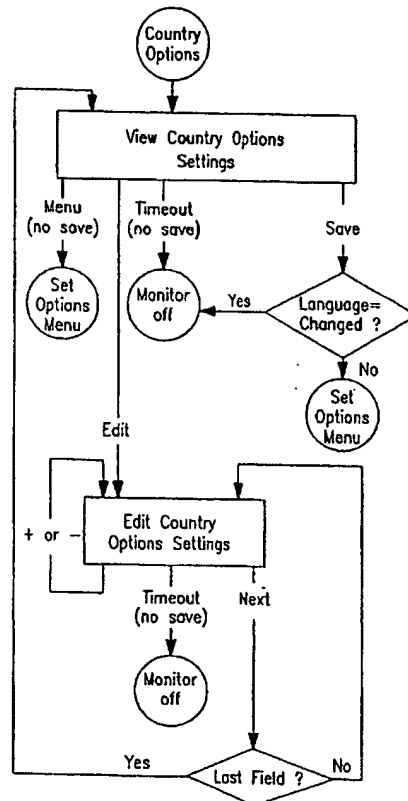 Country
Options
View Country Options
Settings
Menu
(no save)
Timeout
(no save)
Save
Set
Options
Menu
Monitor
off
Yes
Language=
Changed ?
No
Set
Options
Menu
Edit
+ or -
Edit Country
Options Settings
Timeout
(no save)
Next
Monitor
off
Yes
Last Field ?
No